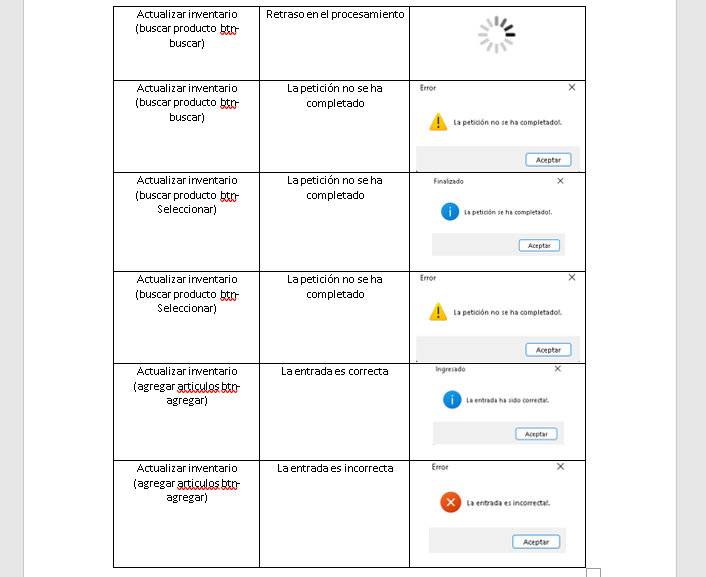 Actualizar inventario
(buscar producto btn-
buscar)
Retraso en el procesamiento
Actualizar inventario
(buscar producto btn-
buscar)
La petición no se ha
completado
Error
La petición no se ha completado!.
Aceptar
Actualizar inventario
(buscar producto btn-
Seleccionar)
La petición no se ha
completado
Finalizado
La petición se ha completado!.
Aceptar
Actualizar inventario
(buscar producto btn-
Seleccionar)
La petición no se ha
completado
Error
La petición no se ha completado!.
Aceptar
Actualizar inventario
(agregar articulos btn-
agregar)
La entrada es correcta
Ingresado
La entrada ha sido correcta!.
Aceptar
Actualizar inventario
(agregar articulos btn-
agregar)
La entrada es incorrecta
Error
La entrada es incorrecta!.
Aceptar